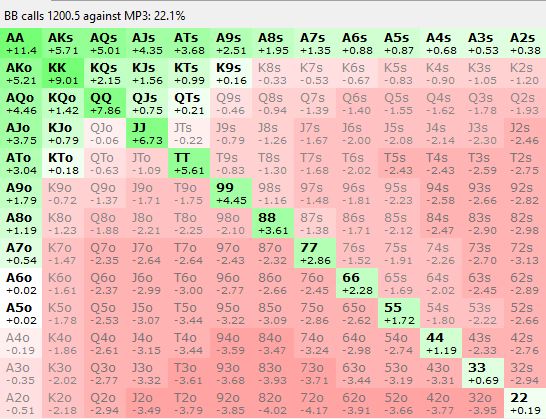 BB calls 1200.5 against MP3: 22.1%
AA AKs AQs AJs ATs A9s A8s A7s A6s A5s A4s A3s A2s
+11.4 +5.71 +5.01 +4.35 +3.68 +2.51 +1.95 +1.35 +0.88 +0.87 +0.68 +0.53 +0.38
AKo KK KQs KJs KTs K9s K8s K7s K6s K5s K4s K3s K2s
+5.21 +9.01 +2.15 +1.56 +0.99 +0.16 -0.33 -0.53 -0.67 -0.83 -0.90 -1.05 -1.20
AQo KQo QQ QJs QTs Q9s Q8s Q7s Q6s Q5s Q4s Q3s Q2s
+4.46 +1.42 +7.86 +0.75 +0.21 -0.46 -0.94 -1.39 -1.40 -1.55 -1.62 -1.78 -1.93
AJo KJo QJo JJ JTs J9s J8s J7s J6s J5s J4s J3s J2s
+3.75 +0.79 -0.06 +6.73 -0.22 -0.79 -1.26 -1.67 -2.00 -2.08 -2.14 -2.30 -2.46
ATo KTo QTo JTo TT T9s T8s T7s T6s T5s T4s T3s T2s
+3.04 +0.18 -0.63 -1.09 +5.61 -0.83 -1.30 -1.68 -2.02 -2.43 -2.43 -2.59 -2.75
A9o K9o Q9o J9o T9o 99 98s 97s 96s 95s 94s 93s 92s
+1.79 -0.72 -1.37 -1.71 -1.75 +4.45 -1.16 -1.48 -1.81 -2.23 -2.58 -2.66 -2.82
A8o K8o Q8o J8o T8o 98o 88 87s 86s 85s 84s 83s 82s
+1.19 -1.23 -1.88 -2.21 -2.25 -2.10 +3.61 -1.38 -1.71 -2.12 -2.47 -2.90 -2.98
A7o K7o Q7o J7o T7o 97o 87o 77 76s 75s 74s 73s 72s
+0.54 -1.47 -2.35 -2.64 -2.64 -2.43 -2.32 +2.86 -1.52 -1.91 -2.26 -2.70 -3.13
A6o K6o Q6o J6o T6o 96o 86o 76o 66 65s 64s 63s 62s
+0.02 -1.61 -2.37 -2.99 -3.00 -2.77 -2.66 -2.45 +2.28 -1.69 -2.02 -2.45 -2.89
A5o K5o Q5o J5o T5o 95o 85o 75o 65o 55 54s 53s 52s
+0.02 -1.78 -2.53 -3.07 -3.44 -3.22 -3.09 -2.86 -2.62 +1.72 -1.80 -2.22 -2.66
A4o K4o Q4o J4o T4o 94o 84o 74o 64o 54o 44 43s 42s
-0.19 -1.86 -2.61 -3.15 -3.44 -3.59 -3.47 -3.24 -2.98 -2.74 +1.19 -2.33 -2.76
A3o K3o Q3o J3o T3o 93o 83o 73o 63o 53o 43o 33 32s
-0.35 -2.02 -2.77 -3.32 -3.61 -3.68 -3.93 -3.71 -3.44 -3.19 -3.31 +0.69 -2.94
A2o K2o Q2o J2o T2o 92o 82o 72o 62o 52o 42o 32o 22
-0.51 -2.18 -2.94 -3.49 -3.79 -3.85 -4.02 -4.17 -3.91 -3.66 -3.77 -3.95 +0.19